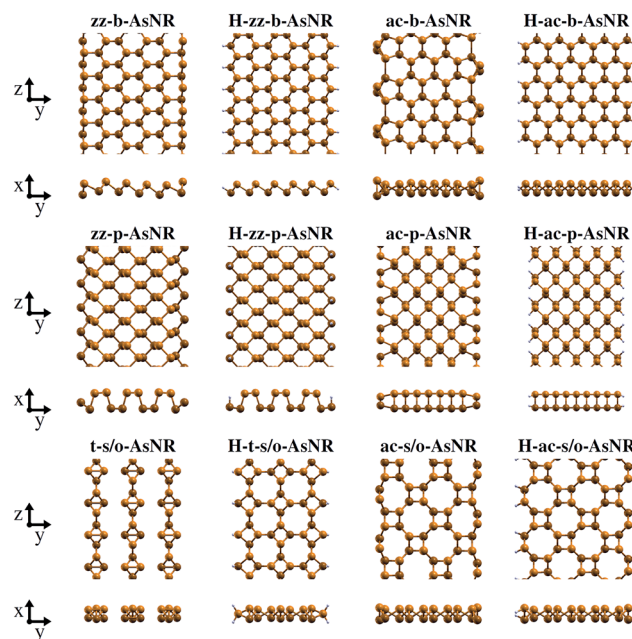 zz-b-AsNR H-zz-b-AsNR ac-b-AsNR H-ac-b-AsNR
z
y
x
y
zz-p-AsNR H-zz-p-AsNR ac-p-AsNR H-ac-p-AsNR
z
y
x
y
t-s/o-AsNR H-t-s/o-AsNR ac-s/o-AsNR H-ac-s/o-AsNR
z
y
x
y